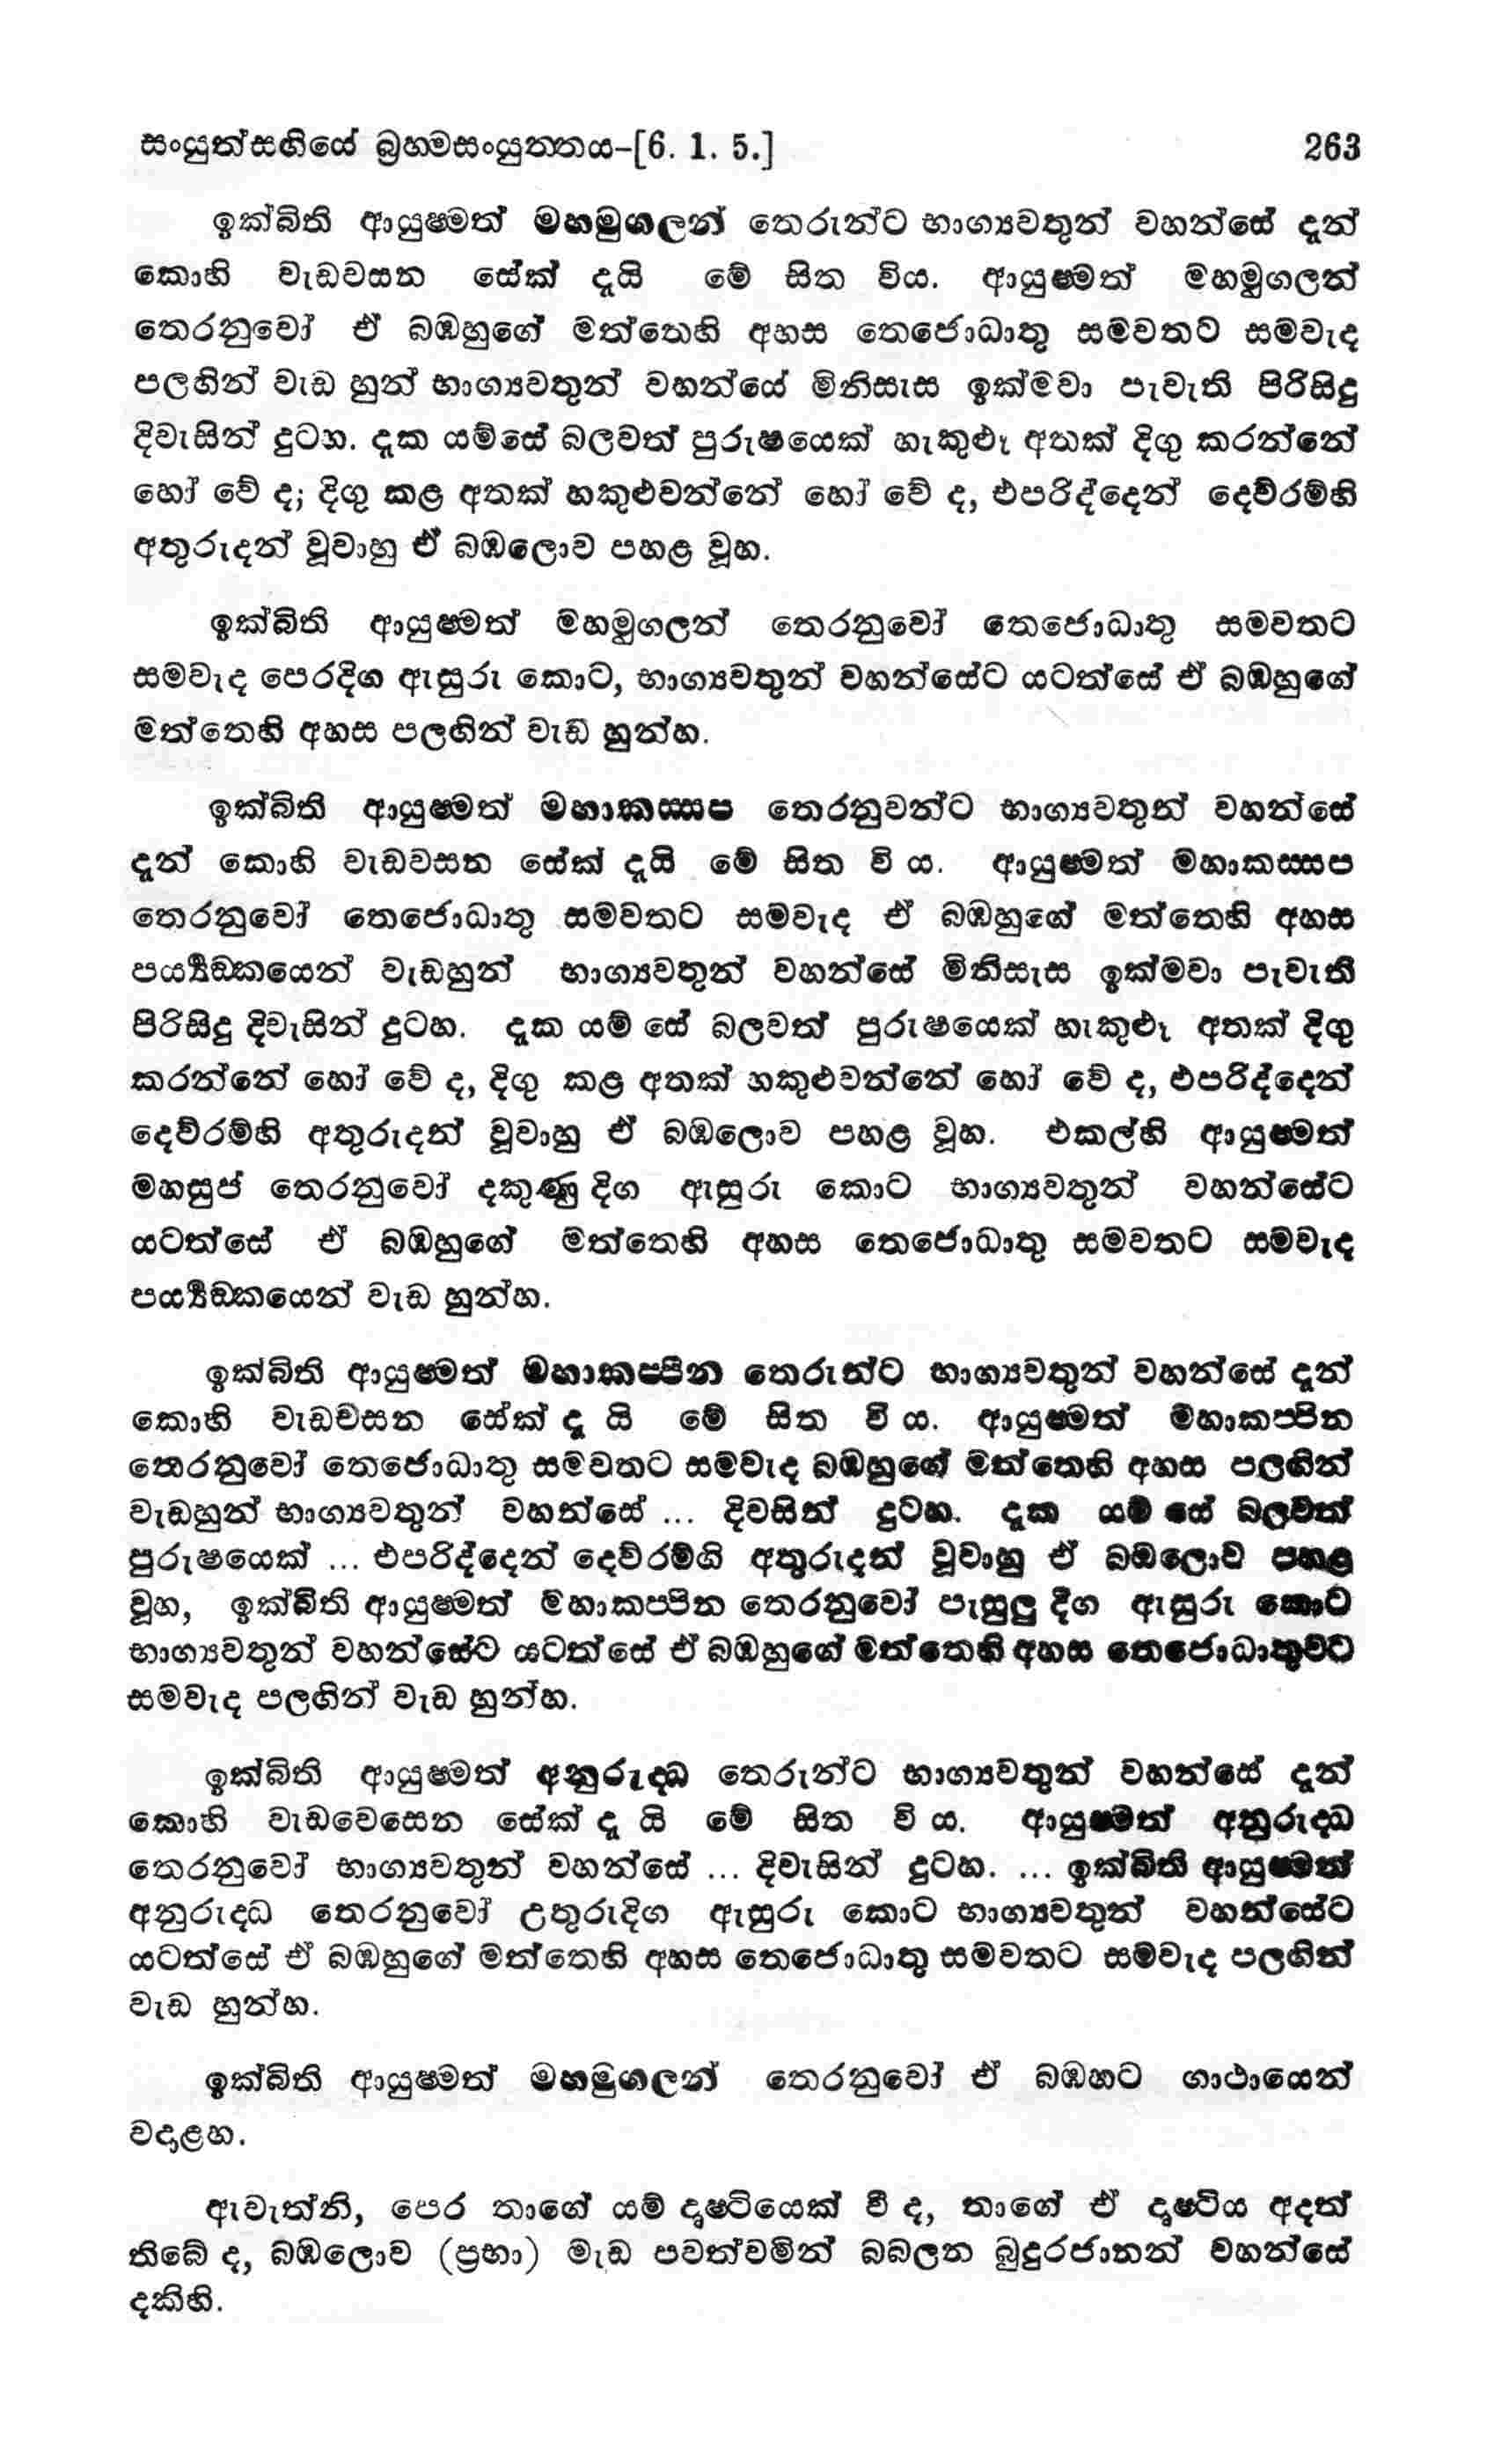 සංයුත්සඟියේ බ්‍රහ්මසංයුත්තය–[6. 1. 5.] 263
ඉක්බිති ආයුෂ්මත් මහමුගලන් තෙරුන්ට භාග්‍යවතුන් වහන්සේ දැන්
කොහි වැඩවසන සේක් දැයි මේ සිත විය. ආයුෂ්මත් මහමුගලන්
තෙරනුවෝ ඒ බඹහුගේ මත්තෙහි අහස තෙජොධාතු සමවතට සමවැද
පලඟින් වැඩ හුන් භාග්‍යවතුන් වහන්යේ මිනිසැස ඉක්මවා පැවැති පිරිසිදු
දිවැසින් දුටහ. දැක යම්සේ බලවත් පුරුෂයෙක් හැකුළූ අතක් දිගු කරන්නේ
හෝ වේ ද; දිගු කළ අතක් හකුළුවන්නේ හෝ වේ ද, එපරිද්දෙන් දෙව්රම්හි
අතුරුදන් වූවාහු ඒ බඹලොව පහළ වූහ.
ඉක්බිති ආයුෂ්මත් මහමුගලන් තෙරනුවෝ තෙජොධාතු සමවතට
සමවැද පෙරදිග ඇසුරු කොට, භාග්‍යවතුන් වහන්සේට යටත්සේ ඒ බඹහුගේ
මත්තෙහි අහස පලඟින් වැඩ හුන්හ.
ඉක්බිති ආයුෂ්මත් මහාකස්සප තෙරනුවන්ට භාග්‍යවතුන් වහන්සේ
දැන් කොහි වැඩවසන සේක් දැයි මේ සිත වි ය. ආයුෂ්මත් මහාකස්සප
තෙරනුවෝ තෙජොධාතු සමවතට සමවැද ඒ බඹහුගේ මත්තෙහි අහස
පර්‍ය්‍යඞ්කයෙන් වැඩහුන් භාග්‍යවතුන් වහන්සේ මිනිසැස ඉක්මවා පැවැති
පිරිසිදු දිවැසින් දුටහ. දැක යම් සේ බලවත් පුරුෂයෙක් හැකුළූ අතක් දිගු
කරන්නේ හෝ වේ ද, දිගු කළ අතක් හකුළුවන්නේ හෝ වේ ද, එපරිද්දෙන්
දෙව්රම්හි අතුරුදන් වූවාහු ඒ බඹලොව පහළ වූහ. එකල්හි ආයුෂ්මත්
මහසුප් තෙරනුවෝ දකුණු දිග ඇසුරු කොට භාග්‍යවතුන් වහන්සේට
යටත්සේ ඒ බඹහුගේ මත්තෙහි අහස තෙජොධාතු සමවතට සමවැද
පර්‍ය්‍යඞ්කයෙන් වැඩ හුන්හ.
ඉක්බිති ආයුෂ්මත් මහාකප්පින තෙරුන්ට භාග්‍යවතුන් වහන්සේ දැන්
කොහි වැඩවසන සේක් දැ යි මේ සිත වි ය. ආයුෂ්මත් මහාකප්පින
තෙරනුවෝ තෙජොධාතු සමවතට සමවැද බඹහුගේ මත්තෙහි අහස පලඟින්
වැඩහුන් භාග්‍යවතුන් වහන්සේ ... දිවසින් දුටහ. දැක යම් සේ බලවත්
පුරුෂයෙක් ... එපරිද්දෙන් දෙව්රම්ගි අතුරුදන් වූවාහු ඒ බඹලොව පහළ
වූහ, ඉක්බිති ආයුෂ්මත් මහාකප්පින තෙරනුවෝ පැසුලු දිග ඇසුරු කොට
භාග්‍යවතුන් වහන්සේට යටත්සේ ඒ බඹහුගේ මත්තෙහි අහස තෙජොධාතුවට
සමවැද පලඟින් වැඩ හුන්හ.
ඉක්බිති ආයුෂ්මත් අනුරුද්ධ තෙරුන්ට භාග්‍යවතුන් වහන්සේ දැන්
කොහි වැඩවෙසෙන සේක් දැ යි මේ සිත වි ය. ආයුෂ්මත් අනුරුද්ධ
තෙරනුවෝ භාග්‍යවතුන් වහන්සේ ... දිවැසින් දුටහ. ... ඉක්බිති ආයුෂ්මත්
අනුරුද්ධ තෙරනුවෝ උතුරුදිග ඇසුරු කොට භාග්‍යවතුන් වහන්සේට
යටත්සේ ඒ බඹහුගේ මත්තෙහි අහස තෙජොධාතු සමවතට සමවැද පලඟින්
වැඩ හුන්හ.
ඉක්බිති ආයුෂ්මත් මහමුගලන් තෙරනුවෝ ඒ බඹහට ගාථායෙන්
වදාළහ.
ඇවැත්නි, පෙර තාගේ යම් දෘෂ්ටියෙක් වී ද, තාගේ ඒ දෘෂ්ටිය අදත්
තිබේ ද, බඹලොව (ප්‍රභා) මැඩ පවත්වමින් බබලන බුදුරජානන් වහන්සේ
දකිහි.